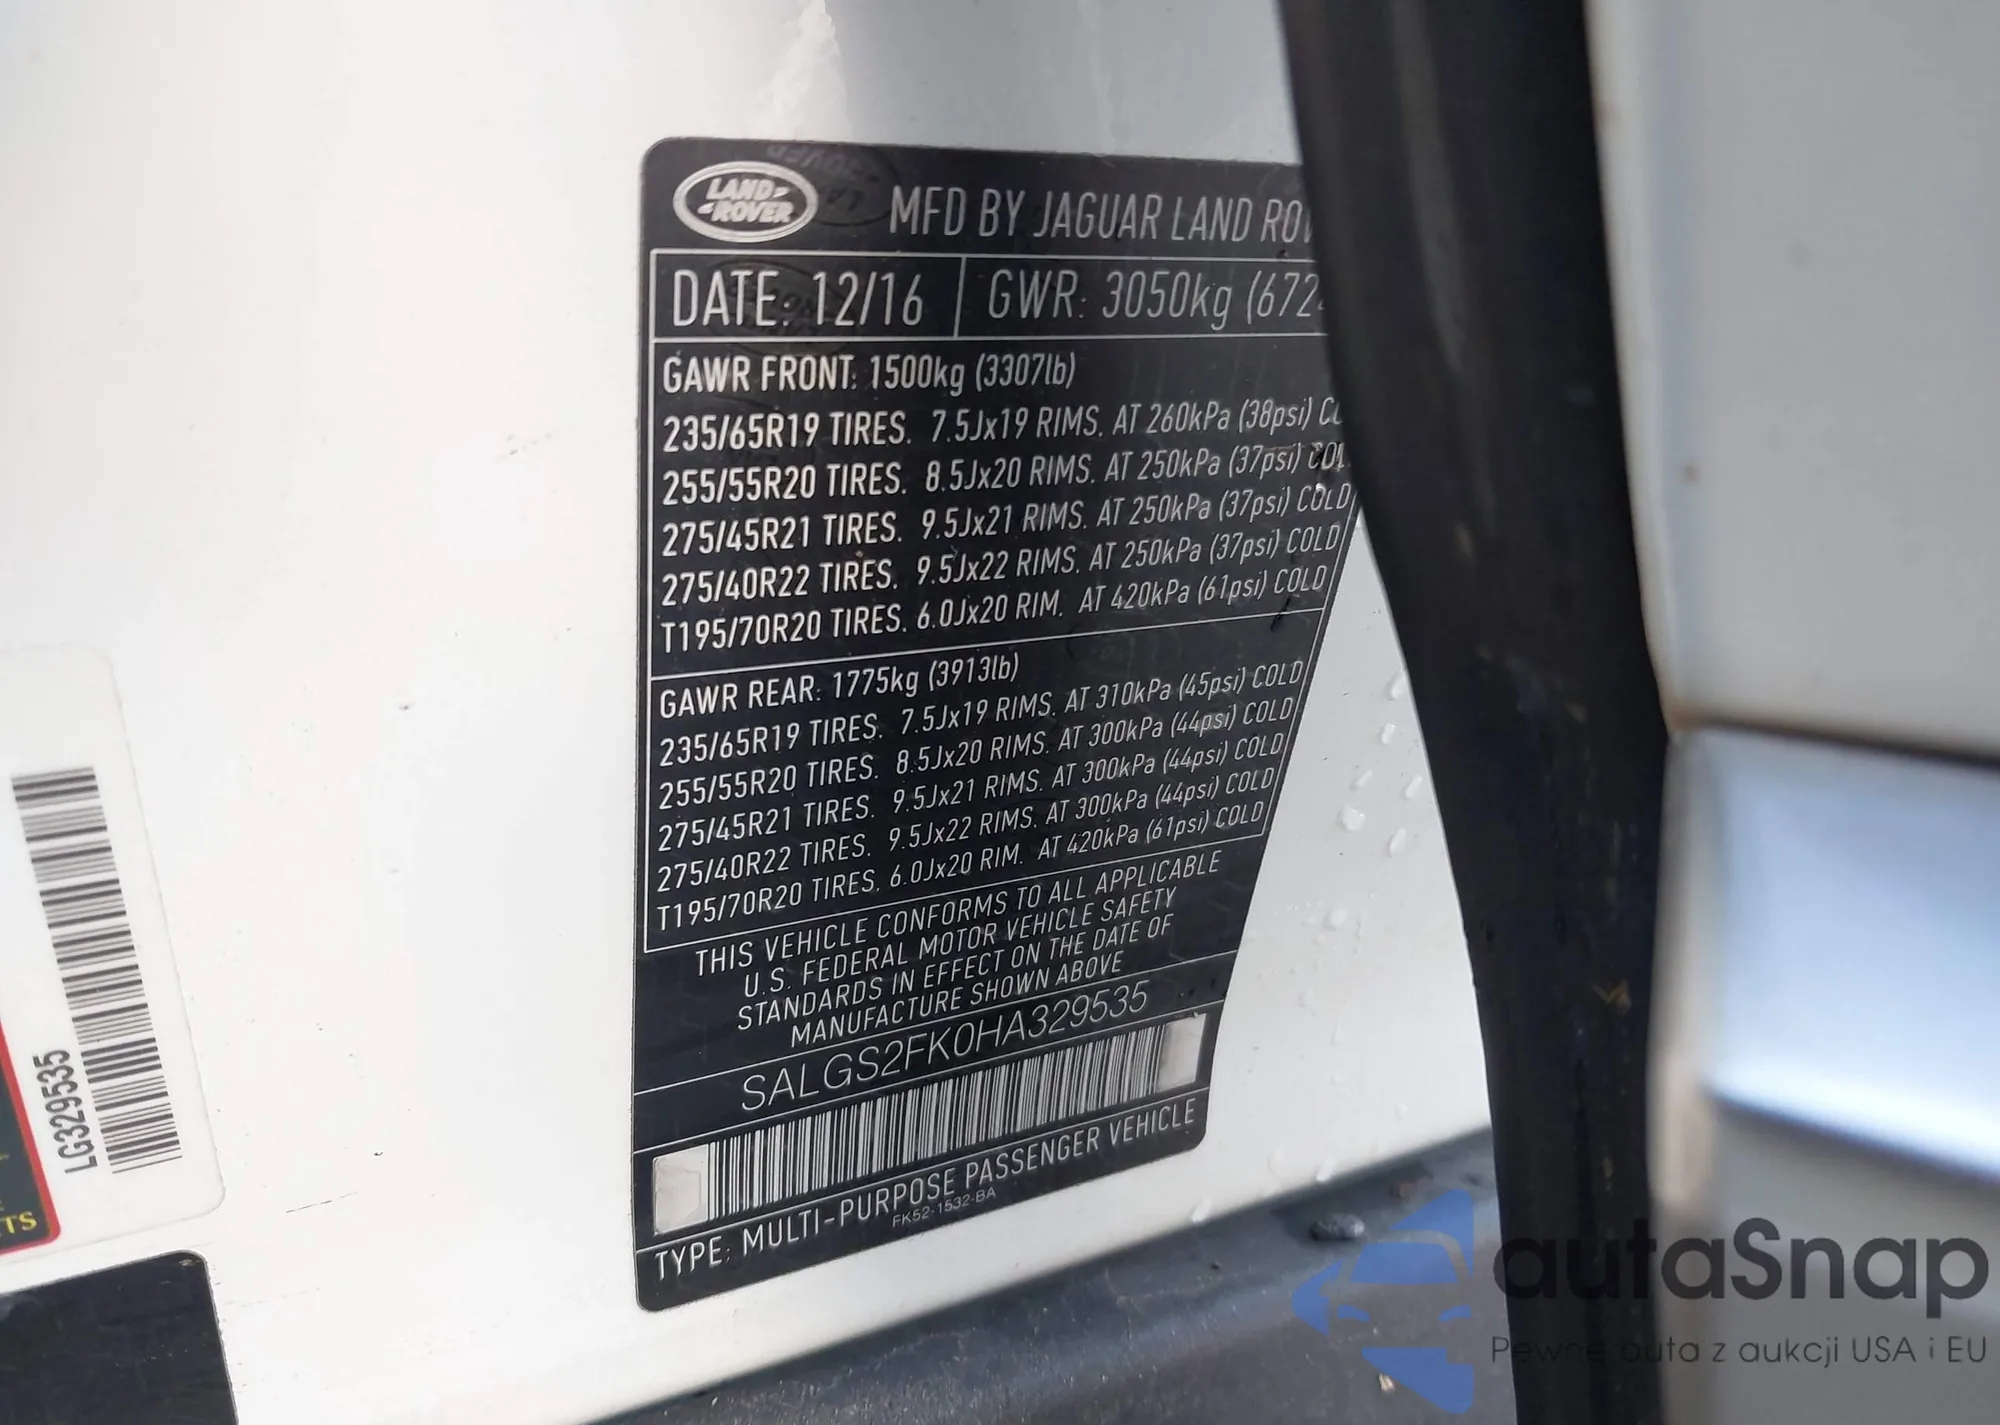 LAND-
-ROVER
MFD BY JAGUAR LAND ROV
DATE: 12/16
GWR: 3050kg (672
GAWR FRONT: 1500kg (3307lb)
235/65R19 TIRES. 7.5Jx19 RIMS. AT 260kPa (38psi) CO
255/55R20 TIRES. 8.5Jx20 RIMS. AT 250kPa (37psi) COL
275/45R21 TIRES. 9.5Jx21 RIMS. AT 250kPa (37psi) COLD
275/40R22 TIRES. 9.5Jx22 RIMS. AT 250kPa (37psi) COLD
T195/70R20 TIRES. 6.0Jx20 RIM. AT 420kPa (61psi) COLD
GAWR REAR: 1775kg (3913lb)
235/65R19 TIRES. 7.5Jx19 RIMS. AT 310kPa (45psi) COLD
255/55R20 TIRES. 8.5Jx20 RIMS. AT 300kPa (44psi) COLD
275/45R21 TIRES. 9.5Jx21 RIMS. AT 300kPa (44psi) COLD
275/40R22 TIRES. 9.5Jx22 RIMS. AT 300kPa (44psi) COLD
T195/70R20 TIRES. 6.0Jx20 RIM. AT 420kPa (61psi) COLD
THIS VEHICLE CONFORMS TO ALL APPLICABLE
U.S. FEDERAL MOTOR VEHICLE SAFETY
STANDARDS IN EFFECT ON THE DATE OF
MANUFACTURE SHOWN ABOVE
SALGS2FK0HA329535
TYPE: MULTI-PURPOSE PASSENGER VEHICLE
FK52-1532-BA
LG329535
TS
autaSnap
Pewne auta z aukcji USA i EU